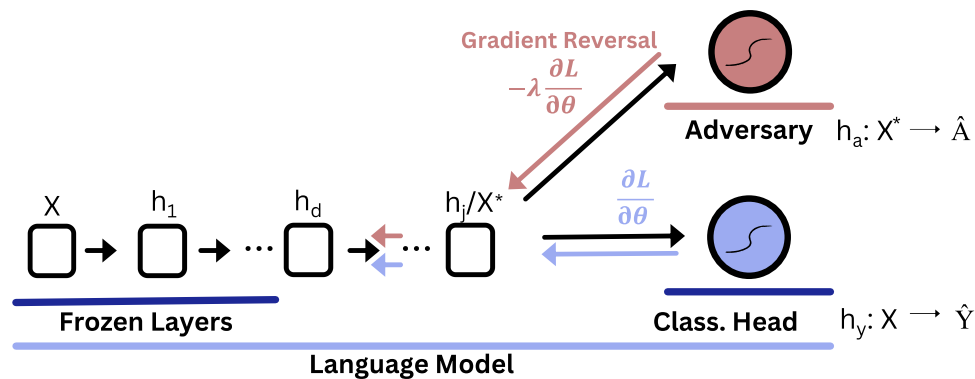 Gradient Reversal
−λ ∂L/∂θ
Adversary
hₐ: X* → Â
X
h₁
h_d
h_j/X*
∂L/∂θ
...
...
Frozen Layers
Class. Head
h_y: X → Ŷ
Language Model